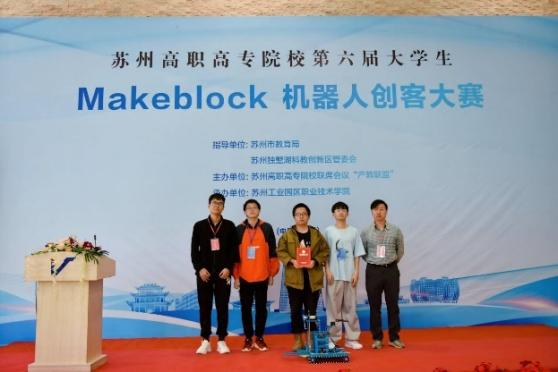 苏州高职高专院校第六届大学生
Makeblock 机器人创客大赛
指导单位: 苏州市教育局
苏州独墅湖科教创新区管委会
主办单位: 苏州高职高专院校联席会议“产教联盟”
承办单位: 苏州工业园区职业技术学院